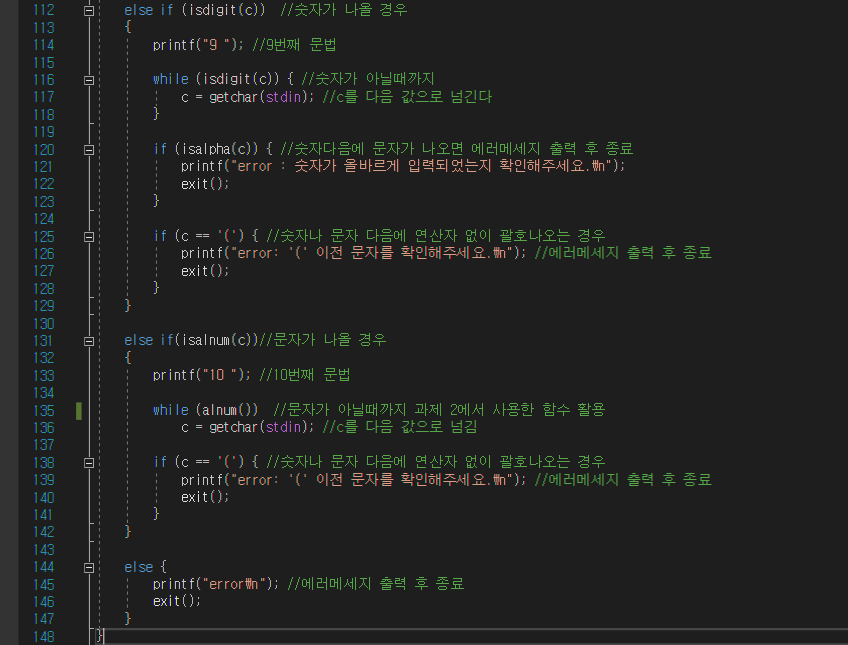 112 else if (isdigit(c)) //숫자가 나올 경우
113 {
114 printf("9 "); //9번째 문법
115
116 while (isdigit(c)) { //숫자가 아닐때까지
117 c = getchar(stdin); //c를 다음 값으로 넘긴다
118 }
119
120 if (isalpha(c)) { //숫자다음에 문자가 나오면 에러메세지 출력 후 종료
121 printf("error : 숫자가 올바르게 입력되었는지 확인해주세요.₩n");
122 exit();
123 }
124
125 if (c == '(') { //숫자나 문자 다음에 연산자 없이 괄호나오는 경우
126 printf("error: '(' 이전 문자를 확인해주세요.₩n"); //에러메세지 출력 후 종료
127 exit();
128 }
129 }
130
131 else if(isalnum(c))//문자가 나올 경우
132 {
133 printf("10 "); //10번째 문법
134
135 while (alnum()) //문자가 아닐때까지 과제 2에서 사용한 함수 활용
136 c = getchar(stdin); //c를 다음 값으로 넘김
137
138 if (c == '(') { //숫자나 문자 다음에 연산자 없이 괄호나오는 경우
139 printf("error: '(' 이전 문자를 확인해주세요.₩n"); //에러메세지 출력 후 종료
140 exit();
141 }
142 }
143
144 else {
145 printf("error₩n"); //에러메세지 출력 후 종료
146 exit();
147 }
148 }